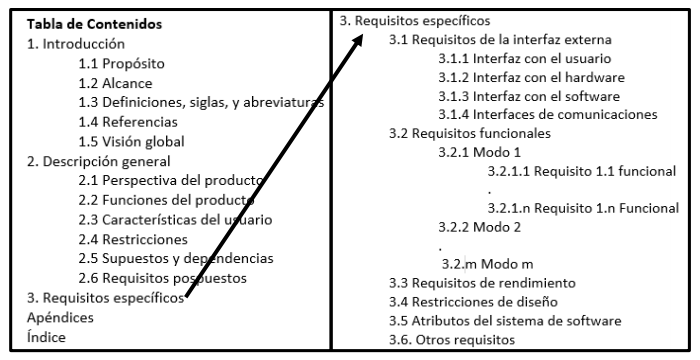 Tabla de Contenidos
1. Introducción
1.1 Propósito
1.2 Alcance
1.3 Definiciones, siglas, y abreviaturas
1.4 Referencias
1.5 Visión global
2. Descripción general
2.1 Perspectiva del producto
2.2 Funciones del producto
2.3 Características del usuario
2.4 Restricciones
2.5 Supuestos y dependencias
2.6 Requisitos pospuestos
3. Requisitos específicos
Apéndices
Índice
3. Requisitos específicos
3.1 Requisitos de la interfaz externa
3.1.1 Interfaz con el usuario
3.1.2 Interfaz con el hardware
3.1.3 Interfaz con el software
3.1.4 Interfaces de comunicaciones
3.2 Requisitos funcionales
3.2.1 Modo 1
3.2.1.1 Requisito 1.1 funcional
.
3.2.1.n Requisito 1.n Funcional
3.2.2 Modo 2
.
3.2.m Modo m
3.3 Requisitos de rendimiento
3.4 Restricciones de diseño
3.5 Atributos del sistema de software
3.6. Otros requisitos